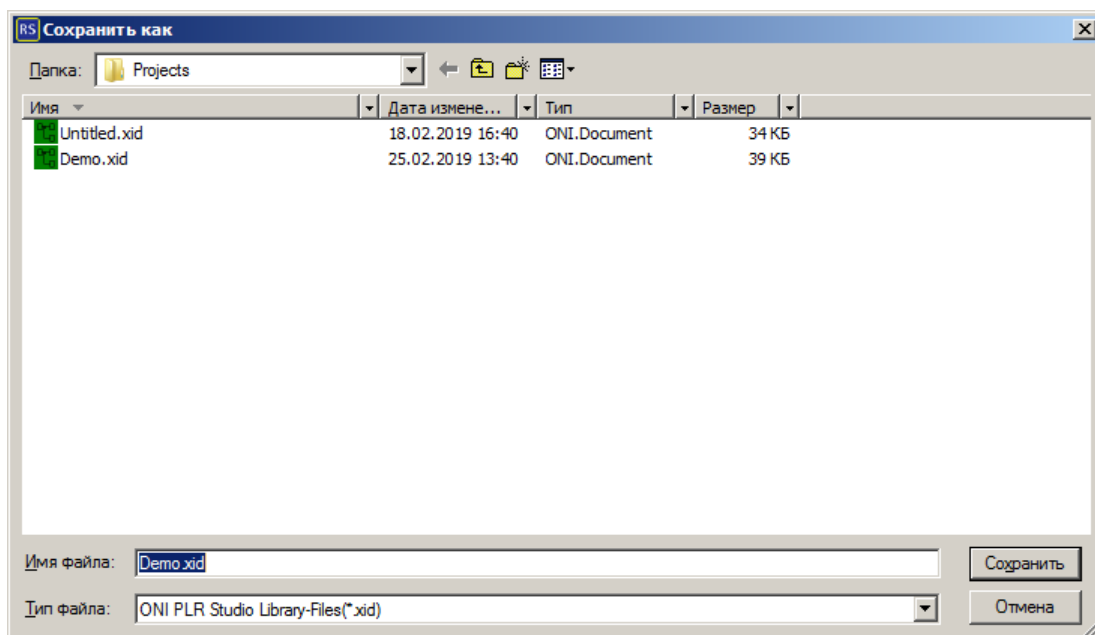 RS Сохранить как
Папка: Projects
Имя Дата измене... Тип Размер
Untitled.xid 18.02.2019 16:40 ONI.Document 34 КБ
Demo.xid 25.02.2019 13:40 ONI.Document 39 КБ
Имя файла: Demo.xid Сохранить
Тип файла: ONI PLR Studio Library-Files(*.xid) Отмена